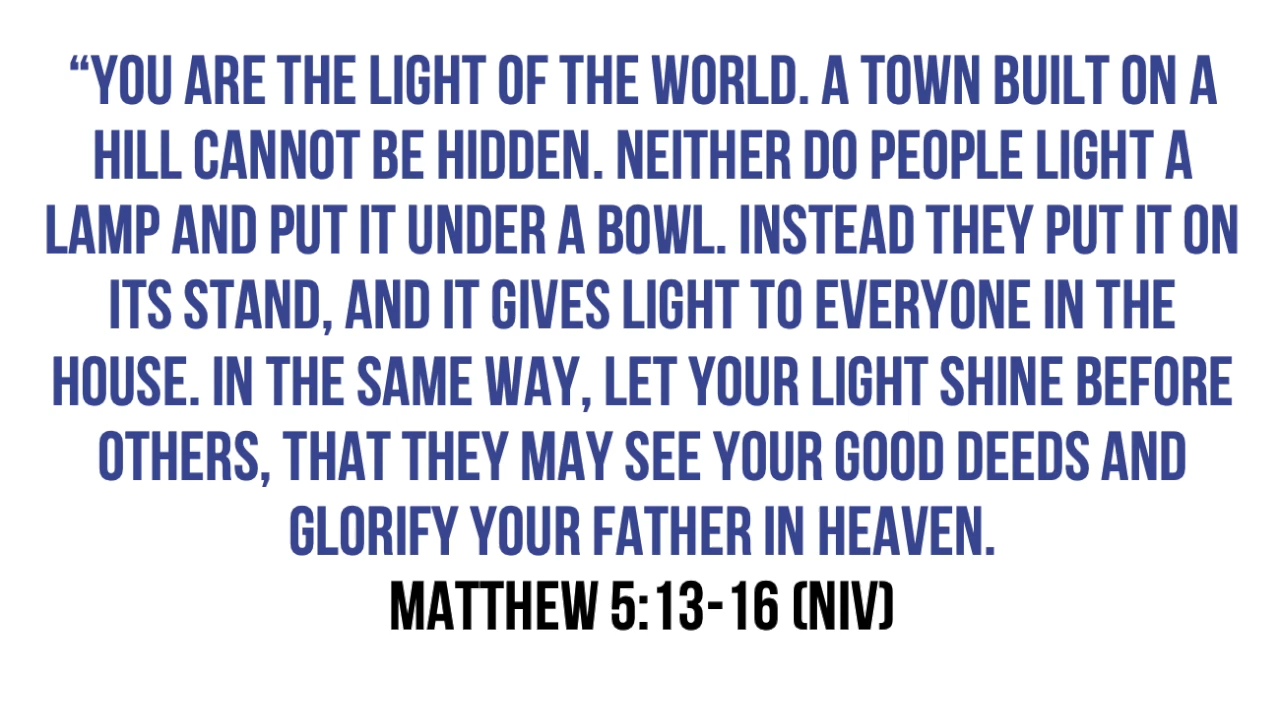 “YOU ARE THE LIGHT OF THE WORLD. A TOWN BUILT ON A
HILL CANNOT BE HIDDEN. NEITHER DO PEOPLE LIGHT A
LAMP AND PUT IT UNDER A BOWL. INSTEAD THEY PUT IT ON
ITS STAND, AND IT GIVES LIGHT TO EVERYONE IN THE
HOUSE. IN THE SAME WAY, LET YOUR LIGHT SHINE BEFORE
OTHERS, THAT THEY MAY SEE YOUR GOOD DEEDS AND
GLORIFY YOUR FATHER IN HEAVEN.
MATTHEW 5:13-16 (NIV)